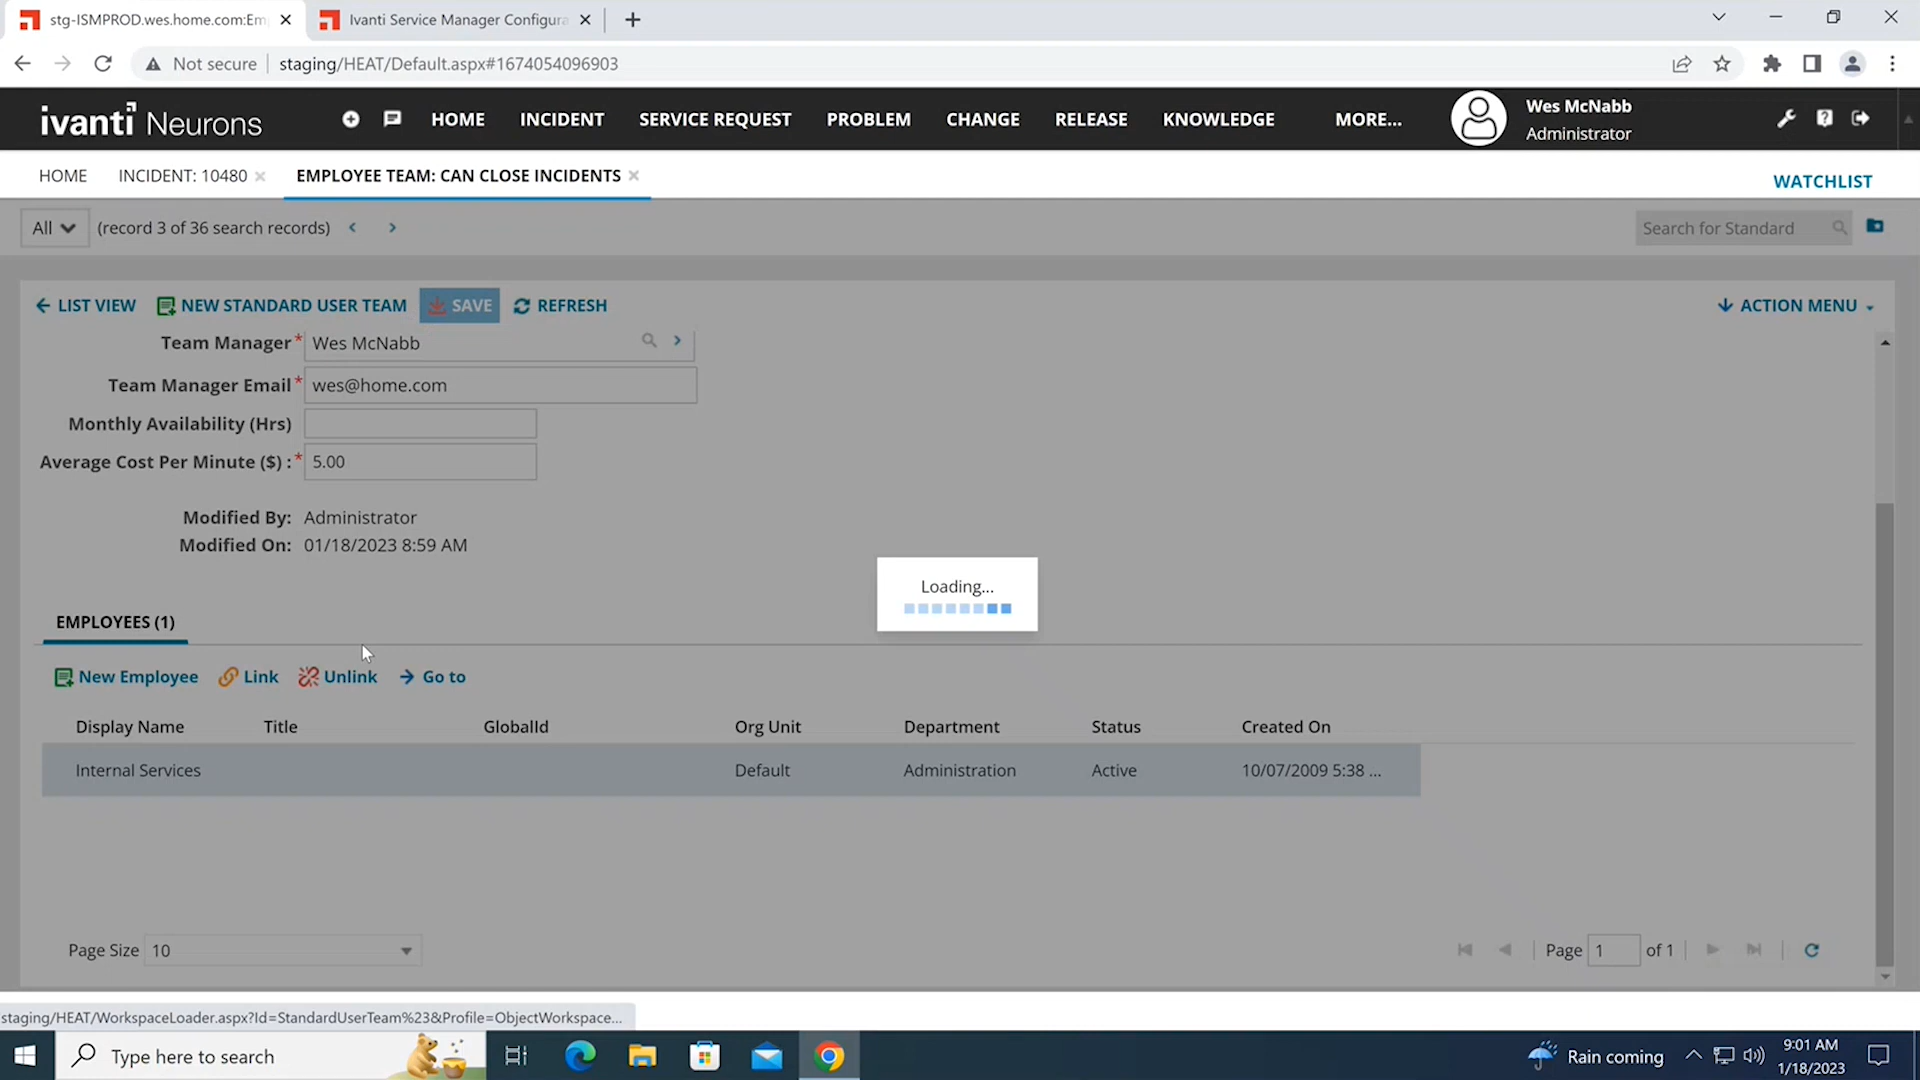 stg-ISMPROD.wes.home.com:Em
Ivanti Service Manager Configura
Not secure
staging/HEAT/Default.aspx#1674054096903
ivanti Neurons
HOME
INCIDENT
SERVICE REQUEST
PROBLEM
CHANGE
RELEASE
KNOWLEDGE
MORE...
Wes McNabb
Administrator
HOME
INCIDENT: 10480
EMPLOYEE TEAM: CAN CLOSE INCIDENTS
WATCHLIST
All
(record 3 of 36 search records)
Search for Standard
LIST VIEW
NEW STANDARD USER TEAM
SAVE
REFRESH
ACTION MENU
Team Manager* Wes McNabb
Team Manager Email* wes@home.com
Monthly Availability (Hrs)
Average Cost Per Minute ($) :* 5.00
Modified By: Administrator
Modified On: 01/18/2023 8:59 AM
Loading...
EMPLOYEES (1)
New Employee
Link
Unlink
Go to
Display Name Title GlobalId Org Unit Department Status Created On
Internal Services Default Administration Active 10/07/2009 5:38 ...
Page Size 10
Page 1 of 1
staging/HEAT/WorkspaceLoader.aspx?Id=StandardUserTeam%23&Profile=ObjectWorkspace...
Type here to search
Rain coming
9:01 AM
1/18/2023